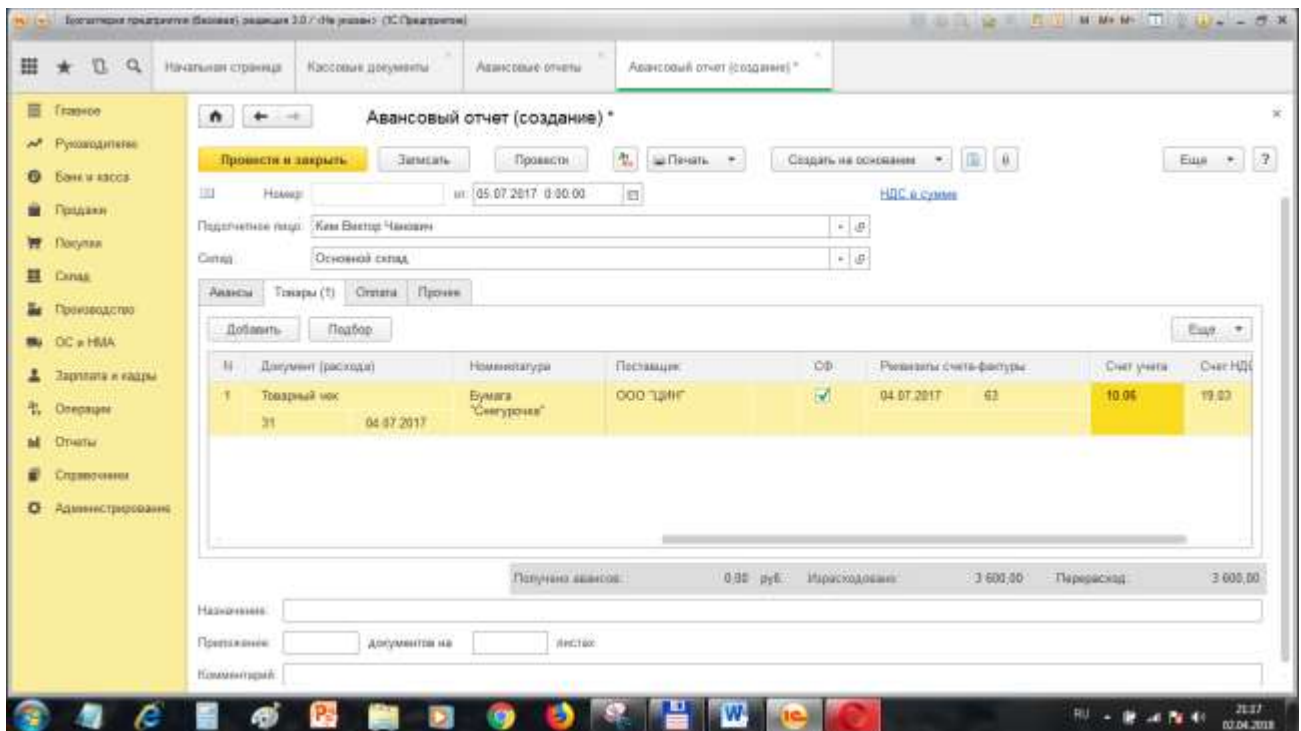 Бухгалтерия предприятия (базовая), редакция 3.0 / <Не указан> (1С:Предприятие)
M M+ M-
Начальная страница
Кассовые документы
Авансовые отчеты
Авансовый отчет (создание) *
Главное
Руководителю
Банк и касса
Продажи
Покупки
Склад
Производство
ОС и НМА
Зарплата и кадры
Операции
Отчеты
Справочники
Администрирование
Авансовый отчет (создание) *
Провести и закрыть Записать Провести Печать Создать на основании Еще ?
Номер: от: 05.07.2017 0:00:00 НДС в сумме
Подотчетное лицо: Ким Виктор Чанович
Склад: Основной склад
Авансы Товары (1) Оплата Прочее
Добавить Подбор Еще
N Документ (расхода) Номенклатура Поставщик СФ Реквизиты счета-фактуры Счет учета Счет НДС
1 Товарный чек Бумага "Снегурочка" ООО "ЦИН" 04.07.2017 63 10.06 19.03
31 04.07.2017
Получено авансов: 0,00 руб. Израсходовано: 3 600,00 Перерасход: 3 600,00
Назначение:
Приложение: документов на листах
Комментарий:
RU
21:17
02.04.2018